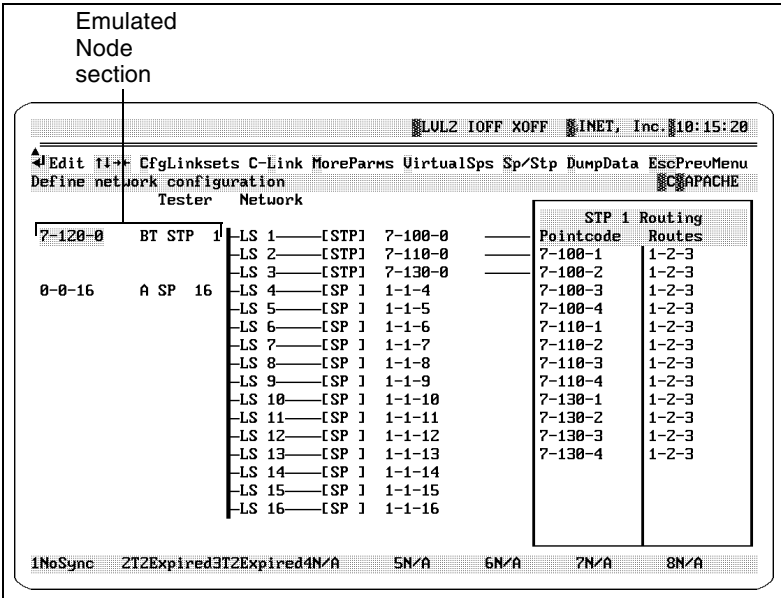 Emulated
Node
section
LVL2 IOFF XOFF INET, Inc. 10:15:20
Edit ↑↓→← CfgLinksets C-Link MoreParms VirtualSps Sp/Stp DumpData EscPrevMenu
Define network configuration C APACHE
Tester Network
STP 1 Routing
7-120-0 BT STP 1 LS 1 [STP] 7-100-0 Pointcode Routes
LS 2 [STP] 7-110-0 7-100-1 1-2-3
LS 3 [STP] 7-130-0 7-100-2 1-2-3
0-0-16 A SP 16 LS 4 [SP ] 1-1-4 7-100-3 1-2-3
LS 5 [SP ] 1-1-5 7-100-4 1-2-3
LS 6 [SP ] 1-1-6 7-110-1 1-2-3
LS 7 [SP ] 1-1-7 7-110-2 1-2-3
LS 8 [SP ] 1-1-8 7-110-3 1-2-3
LS 9 [SP ] 1-1-9 7-110-4 1-2-3
LS 10 [SP ] 1-1-10 7-130-1 1-2-3
LS 11 [SP ] 1-1-11 7-130-2 1-2-3
LS 12 [SP ] 1-1-12 7-130-3 1-2-3
LS 13 [SP ] 1-1-13 7-130-4 1-2-3
LS 14 [SP ] 1-1-14
LS 15 [SP ] 1-1-15
LS 16 [SP ] 1-1-16
1NoSync 2T2Expired3T2Expired4N/A 5N/A 6N/A 7N/A 8N/A